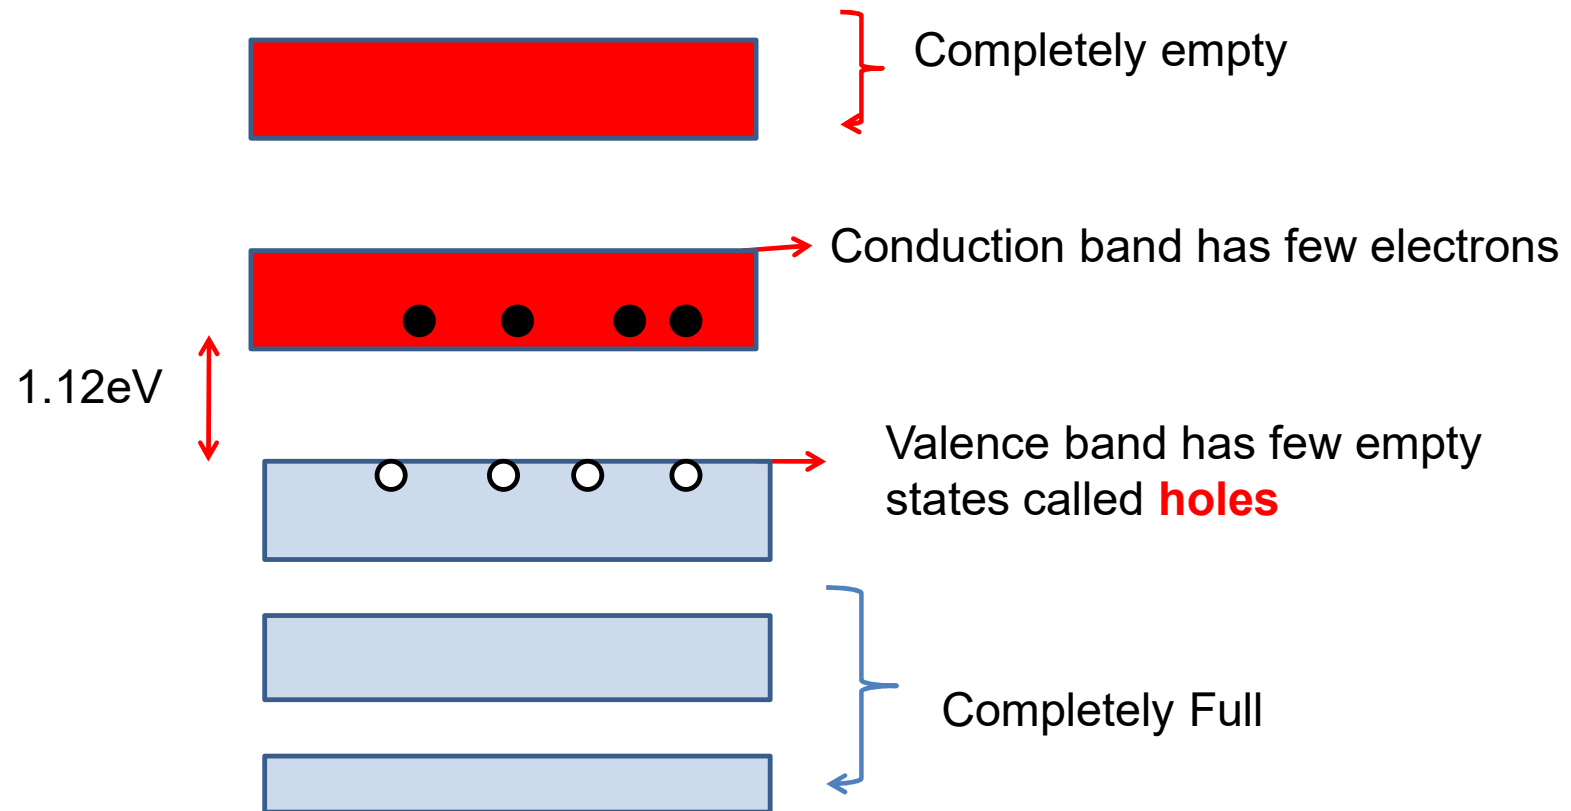 Completely empty
Conduction band has few electrons
1.12eV
Valence band has few empty
states called holes
Completely Full